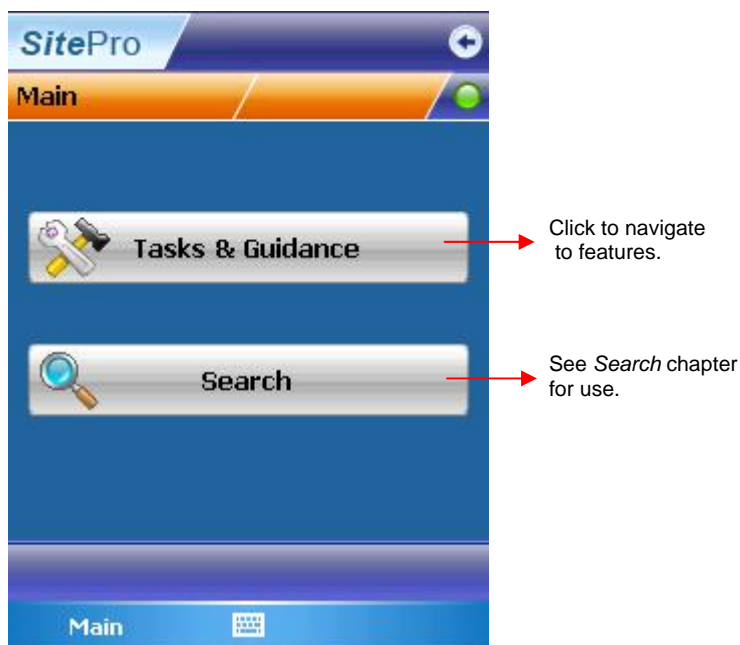 SitePro
Main
Tasks & Guidance
Click to navigate
to features.
Search
See Search chapter
for use.
Main